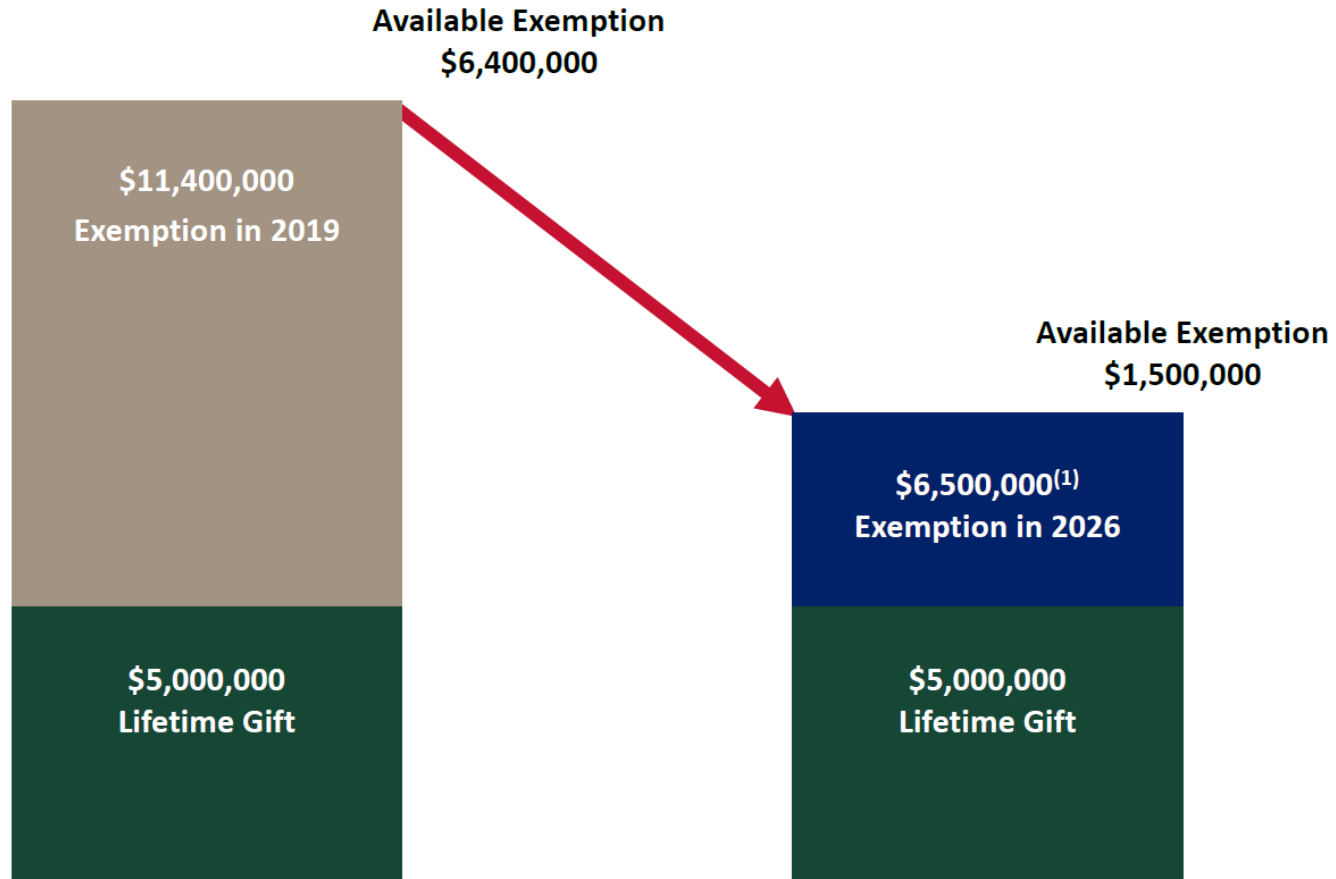 Available Exemption
$6,400,000
$11,400,000
Exemption in 2019
Available Exemption
$1,500,000
$6,500,000(1)
Exemption in 2026
$5,000,000
Lifetime Gift
$5,000,000
Lifetime Gift